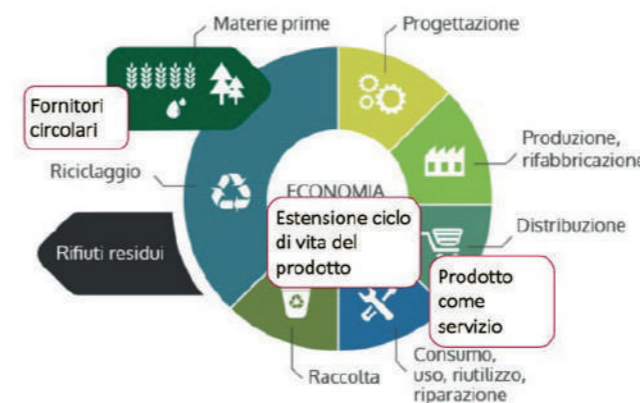 Materie prime
Progettazione
Fornitori
circolari
Produzione,
rifabbricazione
Riciclaggio
ECONOMIA
Estensione ciclo
di vita del
prodotto
Distribuzione
Rifiuti residui
Prodotto
come
servizio
Raccolta
Consumo,
uso, riutilizzo,
riparazione